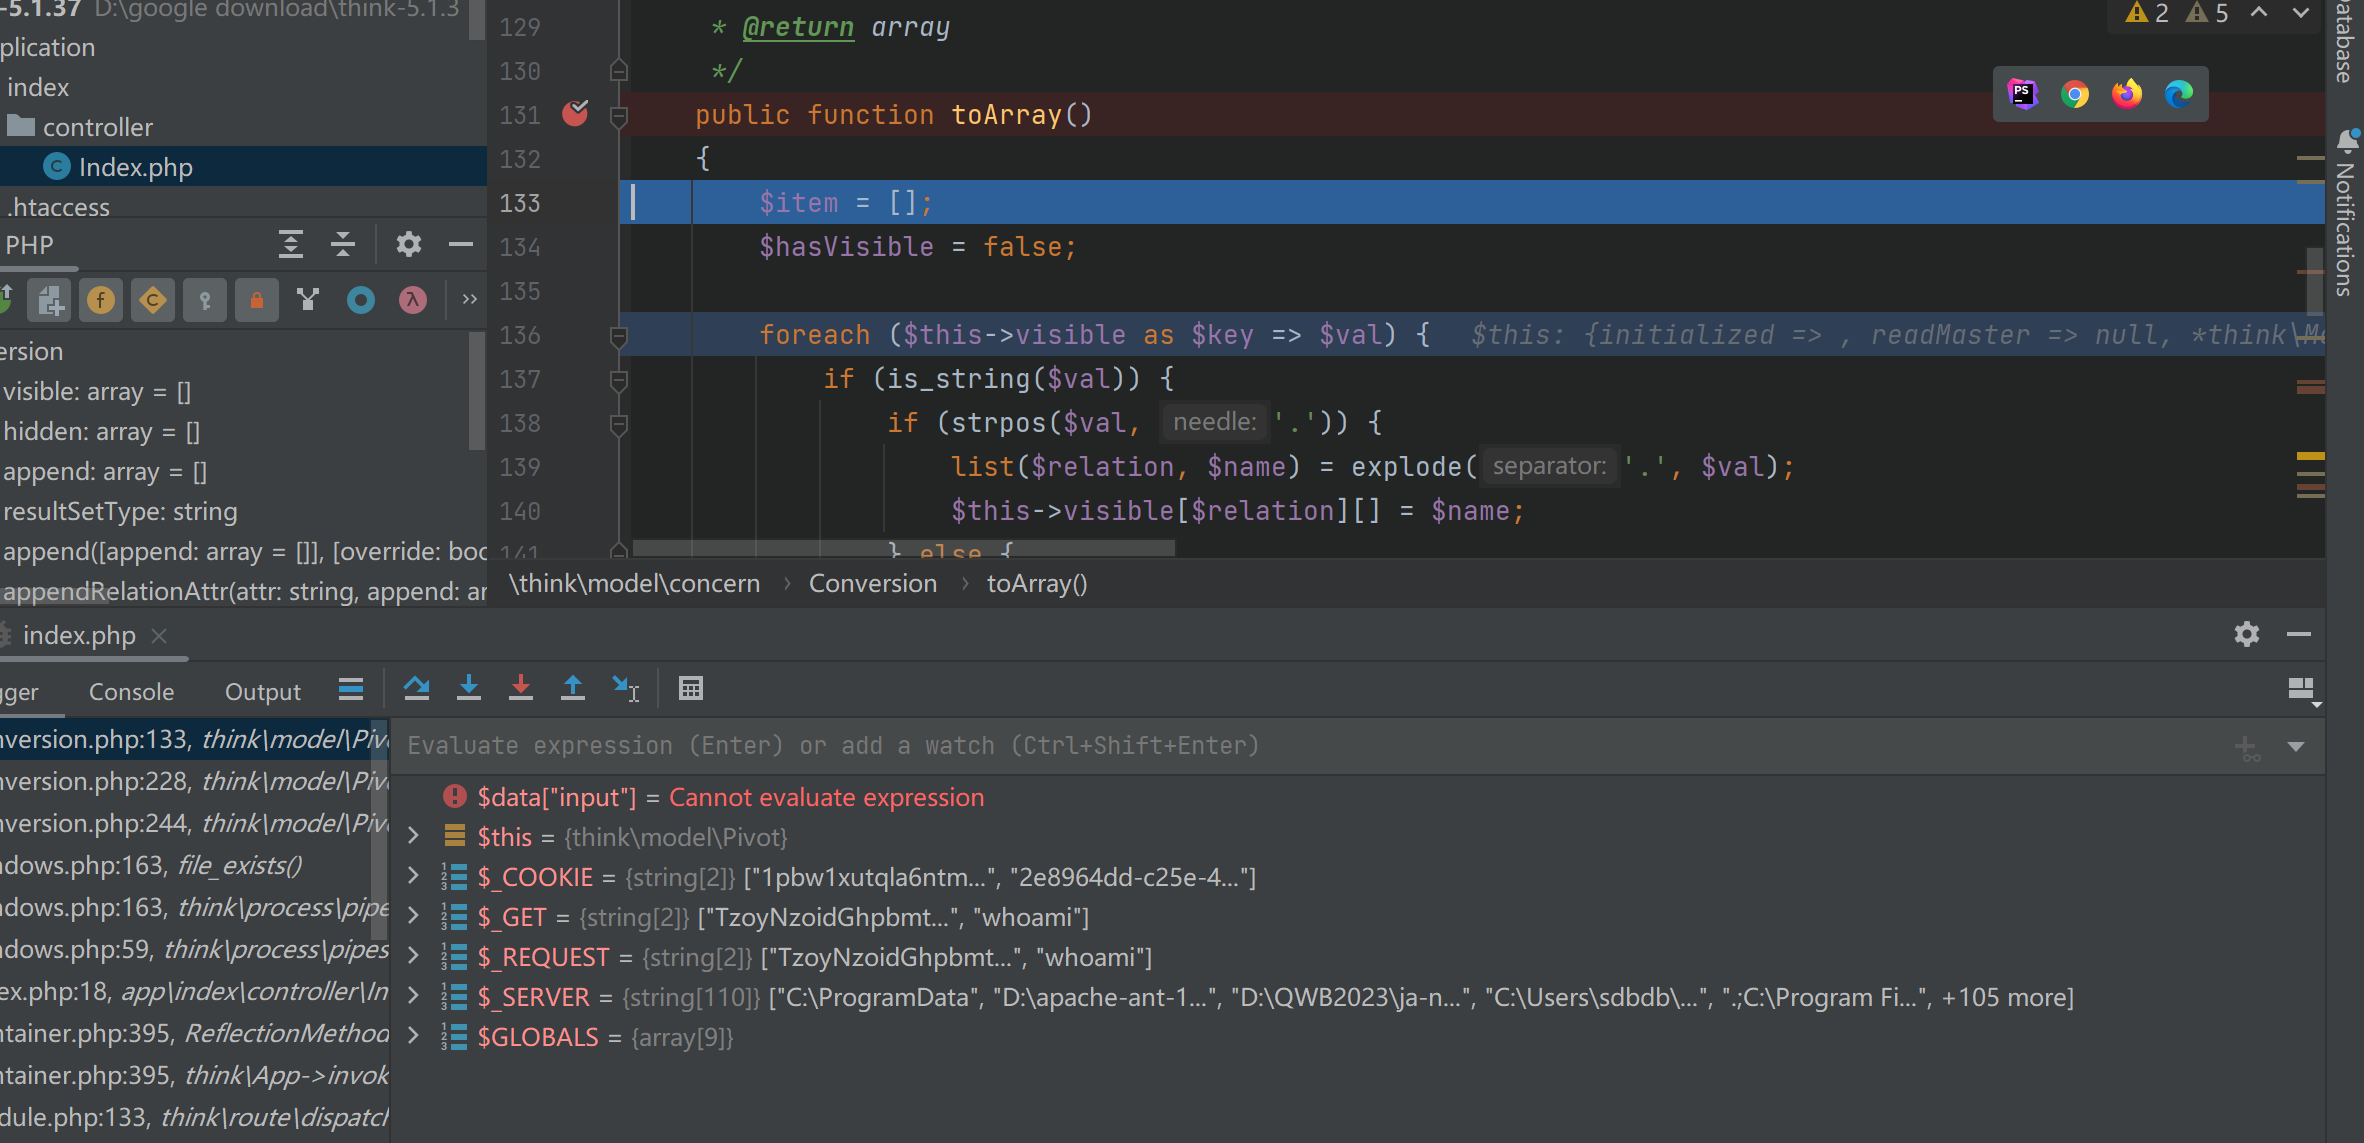 -5.1.37 D:\google download\think-5.1.3
plication
index
controller
Index.php
.htaccess
PHP
ersion
visible: array = []
hidden: array = []
append: array = []
resultSetType: string
append([append: array = []], [override: boo
appendRelationAttr(attr: string, append: ar
129 * @return array
130 */
131 public function toArray()
132 {
133 $item = [];
134 $hasVisible = false;
135
136 foreach ($this->visible as $key => $val) { $this: {initialized => , readMaster => null, *think\Mo
137 if (is_string($val)) {
138 if (strpos($val, needle: '.')) {
139 list($relation, $name) = explode( separator: '.', $val);
140 $this->visible[$relation][] = $name;
141 } else {
2 5
PS
Database
Notifications
\think\model\concern › Conversion › toArray()
index.php
gger Console Output
nversion.php:133, think\model\Piv
nversion.php:228, think\model\Piv
nversion.php:244, think\model\Piv
ndows.php:163, file_exists()
ndows.php:163, think\process\pipe
ndows.php:59, think\process\pipes
ex.php:18, app\index\controller\In
ntainer.php:395, ReflectionMethod
ntainer.php:395, think\App->invok
dule.php:133, think\route\dispatch
Evaluate expression (Enter) or add a watch (Ctrl+Shift+Enter)
$data["input"] = Cannot evaluate expression
$this = {think\model\Pivot}
$_COOKIE = {string[2]} ["1pbw1xutqla6ntm...", "2e8964dd-c25e-4..."]
$_GET = {string[2]} ["TzoyNzoidGhpbmt...", "whoami"]
$_REQUEST = {string[2]} ["TzoyNzoidGhpbmt...", "whoami"]
$_SERVER = {string[110]} ["C:\ProgramData", "D:\apache-ant-1...", "D:\QWB2023\ja-n...", "C:\Users\sdbdb\...", ".;C:\Program Fi...", +105 more]
$GLOBALS = {array[9]}